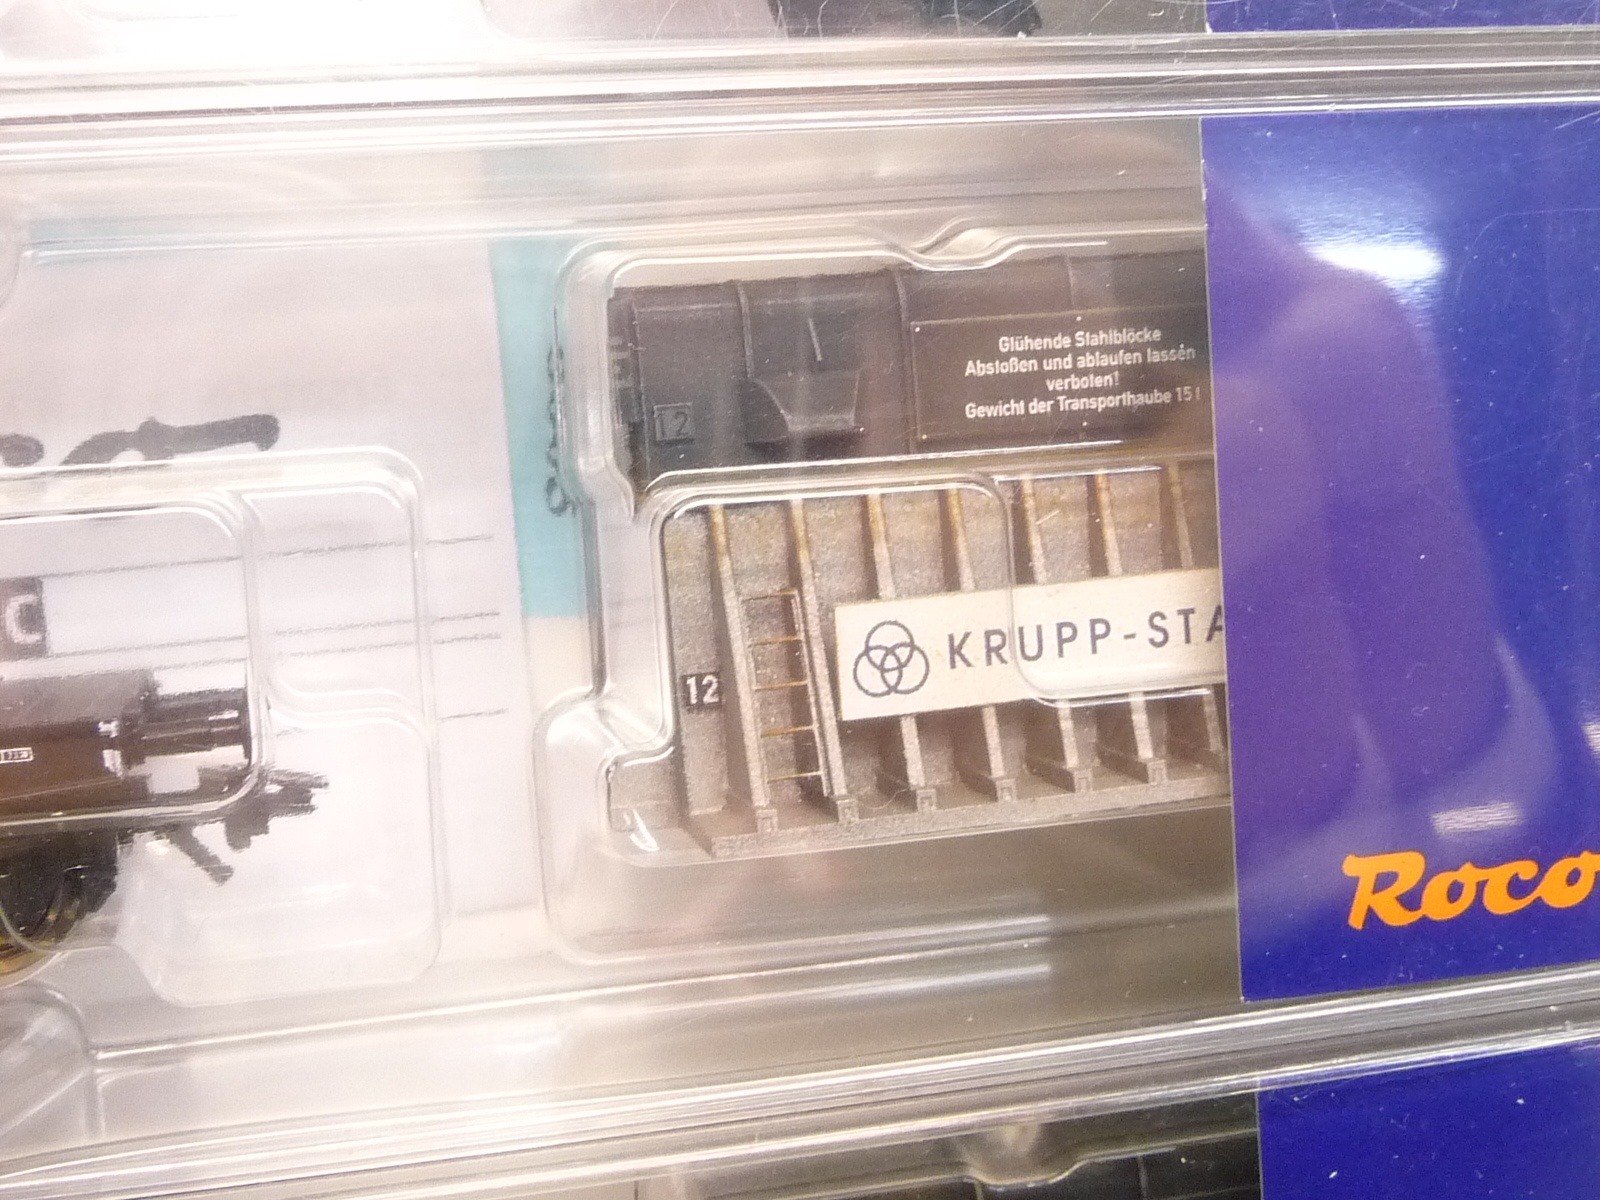 Glühende Stahlblöcke
Abstoßen und ablaufen lassen
verboten!
Gewicht der Transporthaube 15 t
12
C
KRUPP-STA
12
Roco